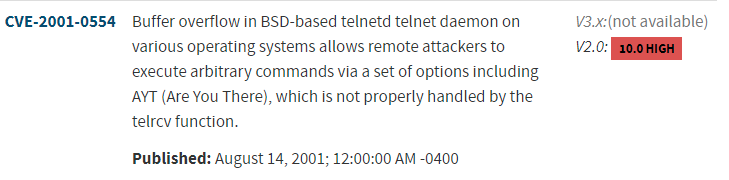 CVE-2001-0554 Buffer overflow in BSD-based telnetd telnet daemon on V3.x:(not available)
various operating systems allows remote attackers to V2.0: 10.0 HIGH
execute arbitrary commands via a set of options including
AYT (Are You There), which is not properly handled by the
telrcv function.
Published: August 14, 2001; 12:00:00 AM -0400